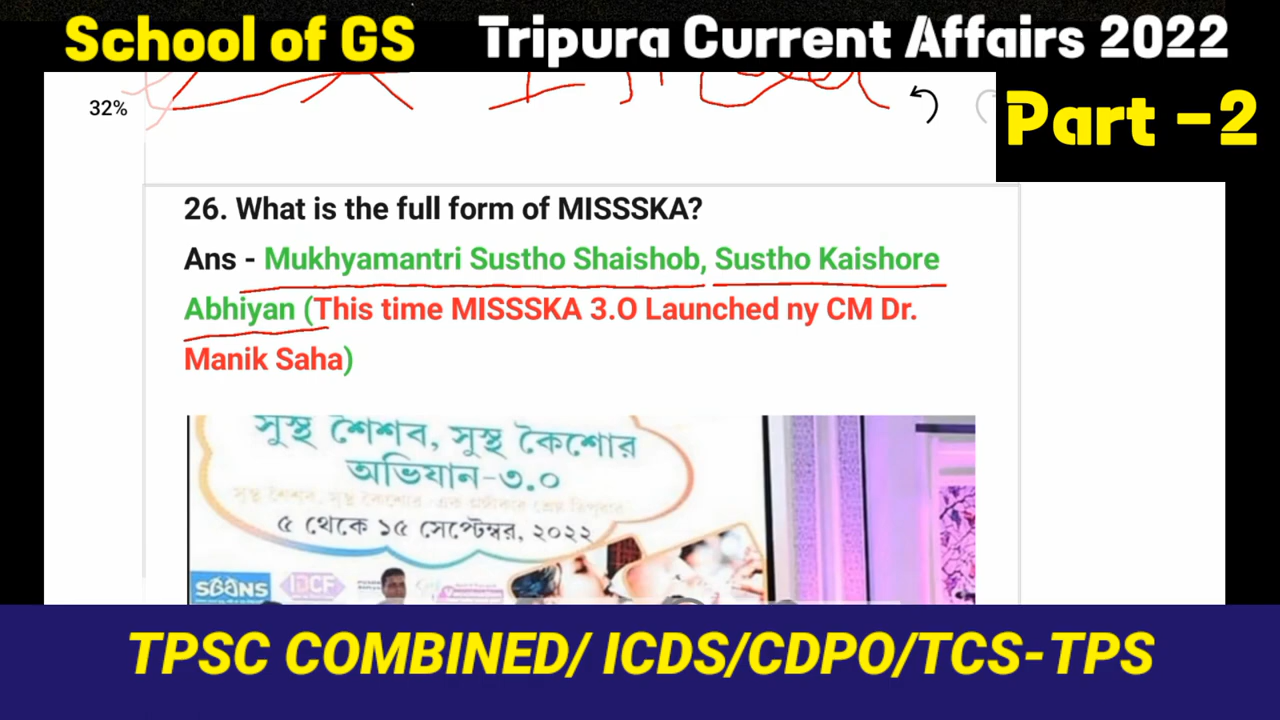 School of GS Tripura Current Affairs 2022
32%
Part -2
26. What is the full form of MISSSKA?
Ans - Mukhyamantri Sustho Shaishob, Sustho Kaishore
Abhiyan (This time MISSSKA 3.O Launched ny CM Dr.
Manik Saha)
সুস্থ শৈশব, সুস্থ কৈশোর
অভিযান-৩.০
সুস্থ শৈশব, সুস্থ কৈশোর -এক
৫ থেকে ১৫ সেপ্টেম্বর, ২০২২
IDCF
TPSC COMBINED/ ICDS/CDPO/TCS-TPS